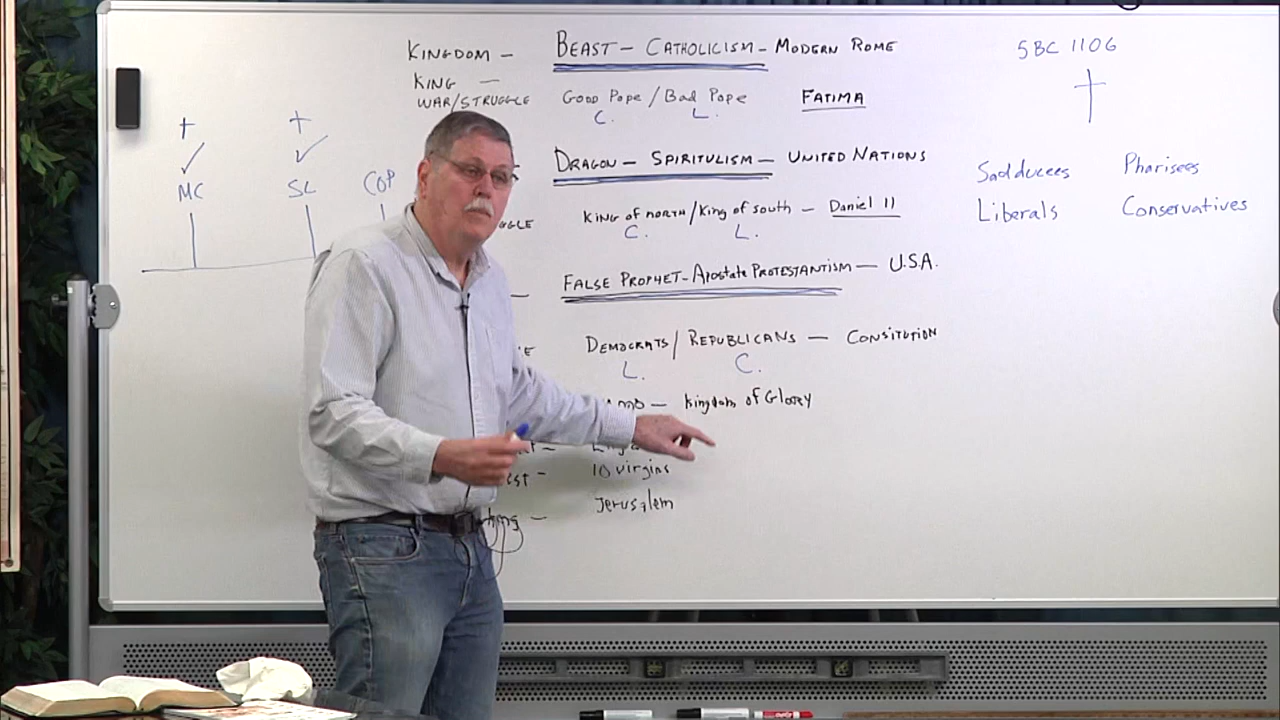 KINGDOM — BEAST — CATHOLICISM — MODERN ROME
KING —
WAR/STRUGGLE GOOD POPE / BAD POPE FATIMA
C. L.
DRAGON — SPIRITULISM — UNITED NATIONS
KING OF NORTH/KING OF SOUTH — DANIEL 11
C. L.
FALSE PROPHET - APOSTATE PROTESTANTISM — U.S.A.
DEMOCRATS / REPUBLICANS — CONSITUTION
L. C.
— Kingdom of Glorey
10 virgins
Jerusalem
MC SL COP
5BC 1106
Sadducees Pharisees
Liberals Conservatives